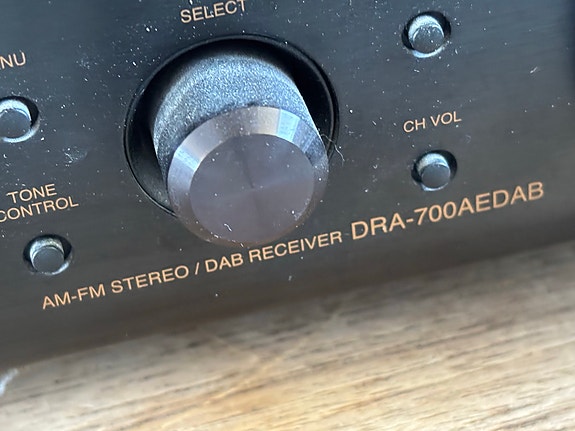 SELECT
NU
CH VOL
TONE
CONTROL
AM-FM STEREO / DAB RECEIVER DRA-700AEDAB